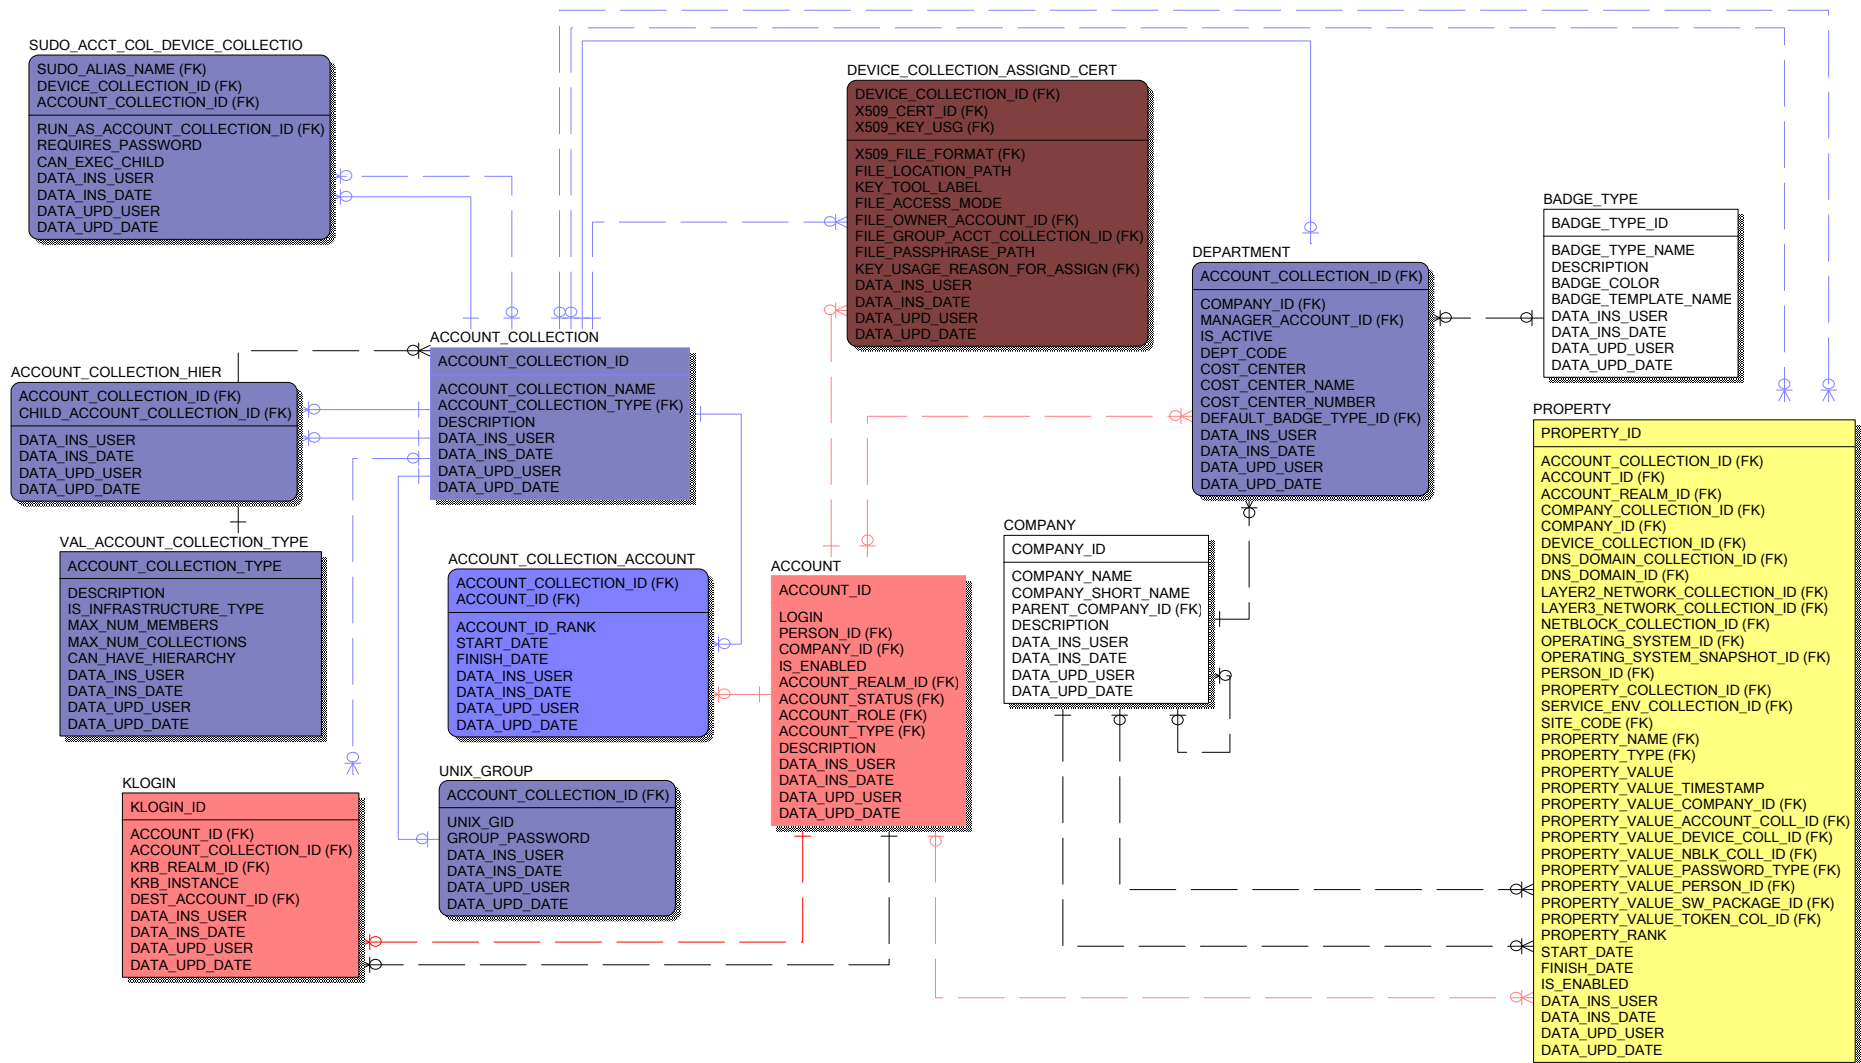 SUDO_ACCT_COL_DEVICE_COLLECTIO
SUDO_ALIAS_NAME (FK)
DEVICE_COLLECTION_ID (FK)
ACCOUNT_COLLECTION_ID (FK)
RUN_AS_ACCOUNT_COLLECTION_ID (FK)
REQUIRES_PASSWORD
CAN_EXEC_CHILD
DATA_INS_USER
DATA_INS_DATE
DATA_UPD_USER
DATA_UPD_DATE
DEVICE_COLLECTION_ASSIGND_CERT
DEVICE_COLLECTION_ID (FK)
X509_CERT_ID (FK)
X509_KEY_USG (FK)
X509_FILE_FORMAT (FK)
FILE_LOCATION_PATH
KEY_TOOL_LABEL
FILE_ACCESS_MODE
FILE_OWNER_ACCOUNT_ID (FK)
FILE_GROUP_ACCT_COLLECTION_ID (FK)
FILE_PASSPHRASE_PATH
KEY_USAGE_REASON_FOR_ASSIGN (FK)
DATA_INS_USER
DATA_INS_DATE
DATA_UPD_USER
DATA_UPD_DATE
BADGE_TYPE
BADGE_TYPE_ID
BADGE_TYPE_NAME
DESCRIPTION
BADGE_COLOR
BADGE_TEMPLATE_NAME
DATA_INS_USER
DATA_INS_DATE
DATA_UPD_USER
DATA_UPD_DATE
DEPARTMENT
ACCOUNT_COLLECTION_ID (FK)
COMPANY_ID (FK)
MANAGER_ACCOUNT_ID (FK)
IS_ACTIVE
DEPT_CODE
COST_CENTER
COST_CENTER_NAME
COST_CENTER_NUMBER
DEFAULT_BADGE_TYPE_ID (FK)
DATA_INS_USER
DATA_INS_DATE
DATA_UPD_USER
DATA_UPD_DATE
ACCOUNT_COLLECTION
ACCOUNT_COLLECTION_ID
ACCOUNT_COLLECTION_NAME
ACCOUNT_COLLECTION_TYPE (FK)
DESCRIPTION
DATA_INS_USER
DATA_INS_DATE
DATA_UPD_USER
DATA_UPD_DATE
ACCOUNT_COLLECTION_HIER
ACCOUNT_COLLECTION_ID (FK)
CHILD_ACCOUNT_COLLECTION_ID (FK)
DATA_INS_USER
DATA_INS_DATE
DATA_UPD_USER
DATA_UPD_DATE
PROPERTY
PROPERTY_ID
ACCOUNT_COLLECTION_ID (FK)
ACCOUNT_ID (FK)
ACCOUNT_REALM_ID (FK)
COMPANY_COLLECTION_ID (FK)
COMPANY_ID (FK)
DEVICE_COLLECTION_ID (FK)
DNS_DOMAIN_COLLECTION_ID (FK)
DNS_DOMAIN_ID (FK)
LAYER2_NETWORK_COLLECTION_ID (FK)
LAYER3_NETWORK_COLLECTION_ID (FK)
NETBLOCK_COLLECTION_ID (FK)
OPERATING_SYSTEM_ID (FK)
OPERATING_SYSTEM_SNAPSHOT_ID (FK)
PERSON_ID (FK)
PROPERTY_COLLECTION_ID (FK)
SERVICE_ENV_COLLECTION_ID (FK)
SITE_CODE (FK)
PROPERTY_NAME (FK)
PROPERTY_TYPE (FK)
PROPERTY_VALUE
PROPERTY_VALUE_TIMESTAMP
PROPERTY_VALUE_COMPANY_ID (FK)
PROPERTY_VALUE_ACCOUNT_COLL_ID (FK)
PROPERTY_VALUE_DEVICE_COLL_ID (FK)
PROPERTY_VALUE_NBLK_COLL_ID (FK)
PROPERTY_VALUE_PASSWORD_TYPE (FK)
PROPERTY_VALUE_PERSON_ID (FK)
PROPERTY_VALUE_SW_PACKAGE_ID (FK)
PROPERTY_VALUE_TOKEN_COL_ID (FK)
PROPERTY_RANK
START_DATE
FINISH_DATE
IS_ENABLED
DATA_INS_USER
DATA_INS_DATE
DATA_UPD_USER
DATA_UPD_DATE
COMPANY
COMPANY_ID
COMPANY_NAME
COMPANY_SHORT_NAME
PARENT_COMPANY_ID (FK)
DESCRIPTION
DATA_INS_USER
DATA_INS_DATE
DATA_UPD_USER
DATA_UPD_DATE
VAL_ACCOUNT_COLLECTION_TYPE
ACCOUNT_COLLECTION_TYPE
DESCRIPTION
IS_INFRASTRUCTURE_TYPE
MAX_NUM_MEMBERS
MAX_NUM_COLLECTIONS
CAN_HAVE_HIERARCHY
DATA_INS_USER
DATA_INS_DATE
DATA_UPD_USER
DATA_UPD_DATE
ACCOUNT_COLLECTION_ACCOUNT
ACCOUNT_COLLECTION_ID (FK)
ACCOUNT_ID (FK)
ACCOUNT_ID_RANK
START_DATE
FINISH_DATE
DATA_INS_USER
DATA_INS_DATE
DATA_UPD_USER
DATA_UPD_DATE
ACCOUNT
ACCOUNT_ID
LOGIN
PERSON_ID (FK)
COMPANY_ID (FK)
IS_ENABLED
ACCOUNT_REALM_ID (FK)
ACCOUNT_STATUS (FK)
ACCOUNT_ROLE (FK)
ACCOUNT_TYPE (FK)
DESCRIPTION
DATA_INS_USER
DATA_INS_DATE
DATA_UPD_USER
DATA_UPD_DATE
UNIX_GROUP
ACCOUNT_COLLECTION_ID (FK)
UNIX_GID
GROUP_PASSWORD
DATA_INS_USER
DATA_INS_DATE
DATA_UPD_USER
DATA_UPD_DATE
KLOGIN
KLOGIN_ID
ACCOUNT_ID (FK)
ACCOUNT_COLLECTION_ID (FK)
KRB_REALM_ID (FK)
KRB_INSTANCE
DEST_ACCOUNT_ID (FK)
DATA_INS_USER
DATA_INS_DATE
DATA_UPD_USER
DATA_UPD_DATE